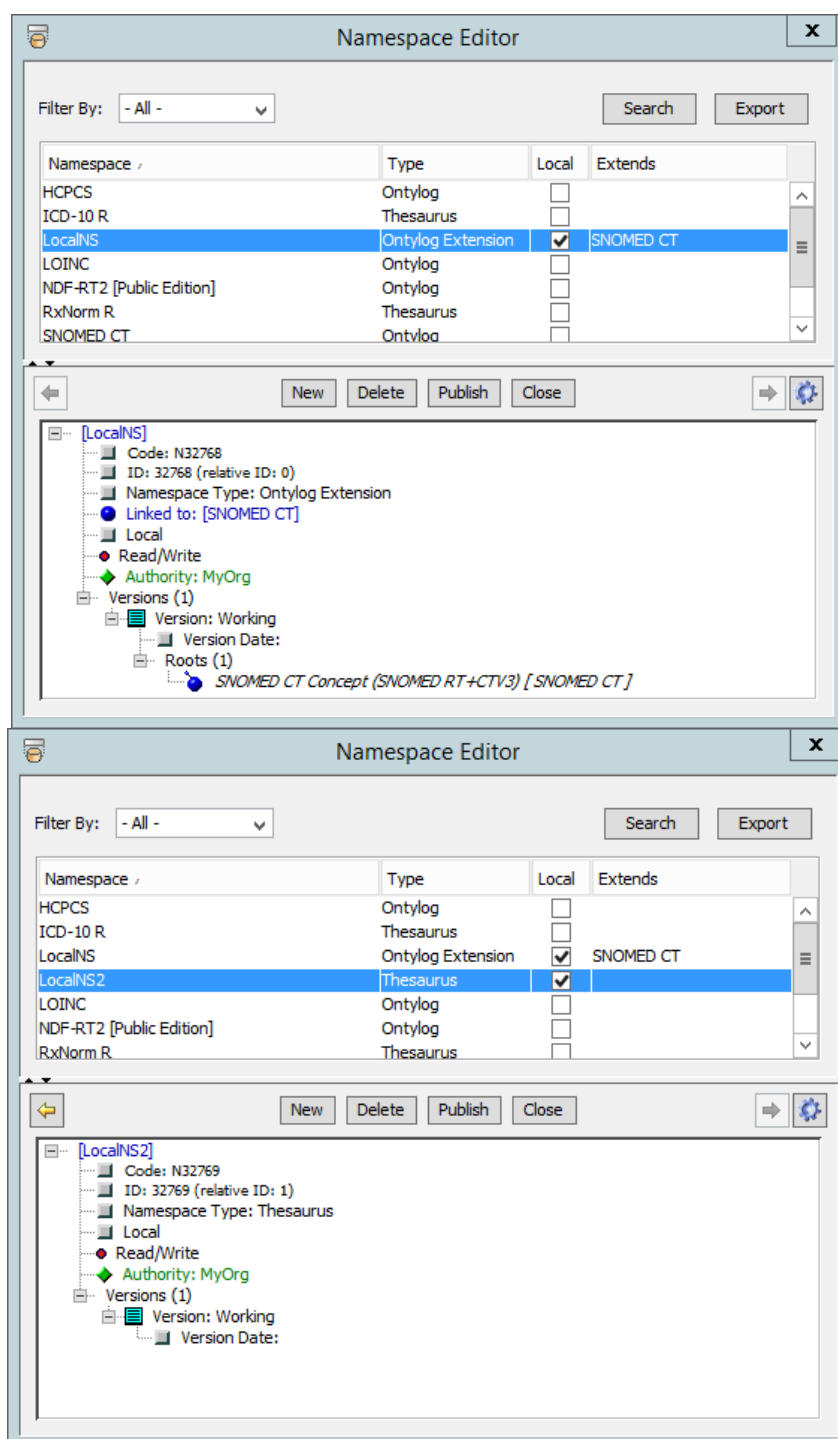 Namespace Editor
x
Filter By: - All -
Search Export
Namespace Type Local Extends
HCPCS Ontylog
ICD-10 R Thesaurus
LocalNS Ontylog Extension SNOMED CT
LOINC Ontylog
NDF-RT2 [Public Edition] Ontylog
RxNorm R Thesaurus
SNOMED CT Ontylog
New Delete Publish Close
[LocalNS]
Code: N32768
ID: 32768 (relative ID: 0)
Namespace Type: Ontylog Extension
Linked to: [SNOMED CT]
Local
Read/Write
Authority: MyOrg
Versions (1)
Version: Working
Version Date:
Roots (1)
SNOMED CT Concept (SNOMED RT+CTV3) [ SNOMED CT ]
Namespace Editor
x
Filter By: - All -
Search Export
Namespace Type Local Extends
HCPCS Ontylog
ICD-10 R Thesaurus
LocalNS Ontylog Extension SNOMED CT
LocalNS2 Thesaurus
LOINC Ontylog
NDF-RT2 [Public Edition] Ontylog
RxNorm R Thesaurus
New Delete Publish Close
[LocalNS2]
Code: N32769
ID: 32769 (relative ID: 1)
Namespace Type: Thesaurus
Local
Read/Write
Authority: MyOrg
Versions (1)
Version: Working
Version Date: